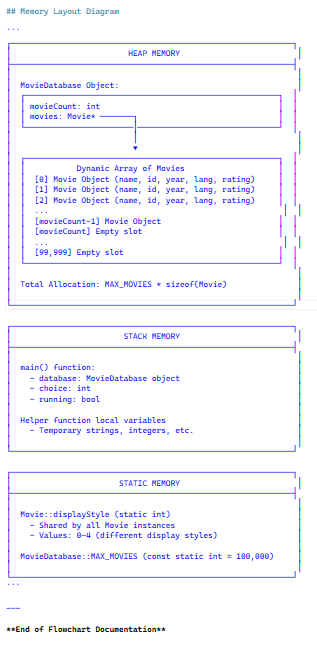 ## Memory Layout Diagram
```
HEAP MEMORY
MovieDatabase Object:
movieCount: int
movies: Movie*
Dynamic Array of Movies
[0] Movie Object (name, id, year, lang, rating)
[1] Movie Object (name, id, year, lang, rating)
[2] Movie Object (name, id, year, lang, rating)
...
[movieCount-1] Movie Object
[movieCount] Empty slot
...
[99,999] Empty slot
Total Allocation: MAX_MOVIES * sizeof(Movie)
STACK MEMORY
main() function:
- database: MovieDatabase object
- choice: int
- running: bool
Helper function local variables
- Temporary strings, integers, etc.
STATIC MEMORY
Movie::displayStyle (static int)
- Shared by all Movie instances
- Values: 0-4 (different display styles)
MovieDatabase::MAX_MOVIES (const static int = 100,000)
```
---
**End of Flowchart Documentation**